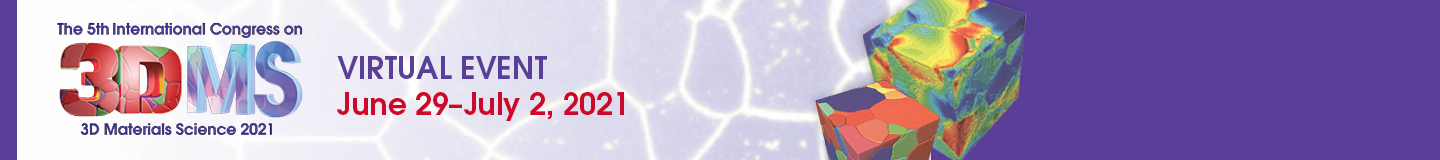 The 5th International Congress on
3DMS
3D Materials Science 2021
VIRTUAL EVENT
June 29–July 2, 2021